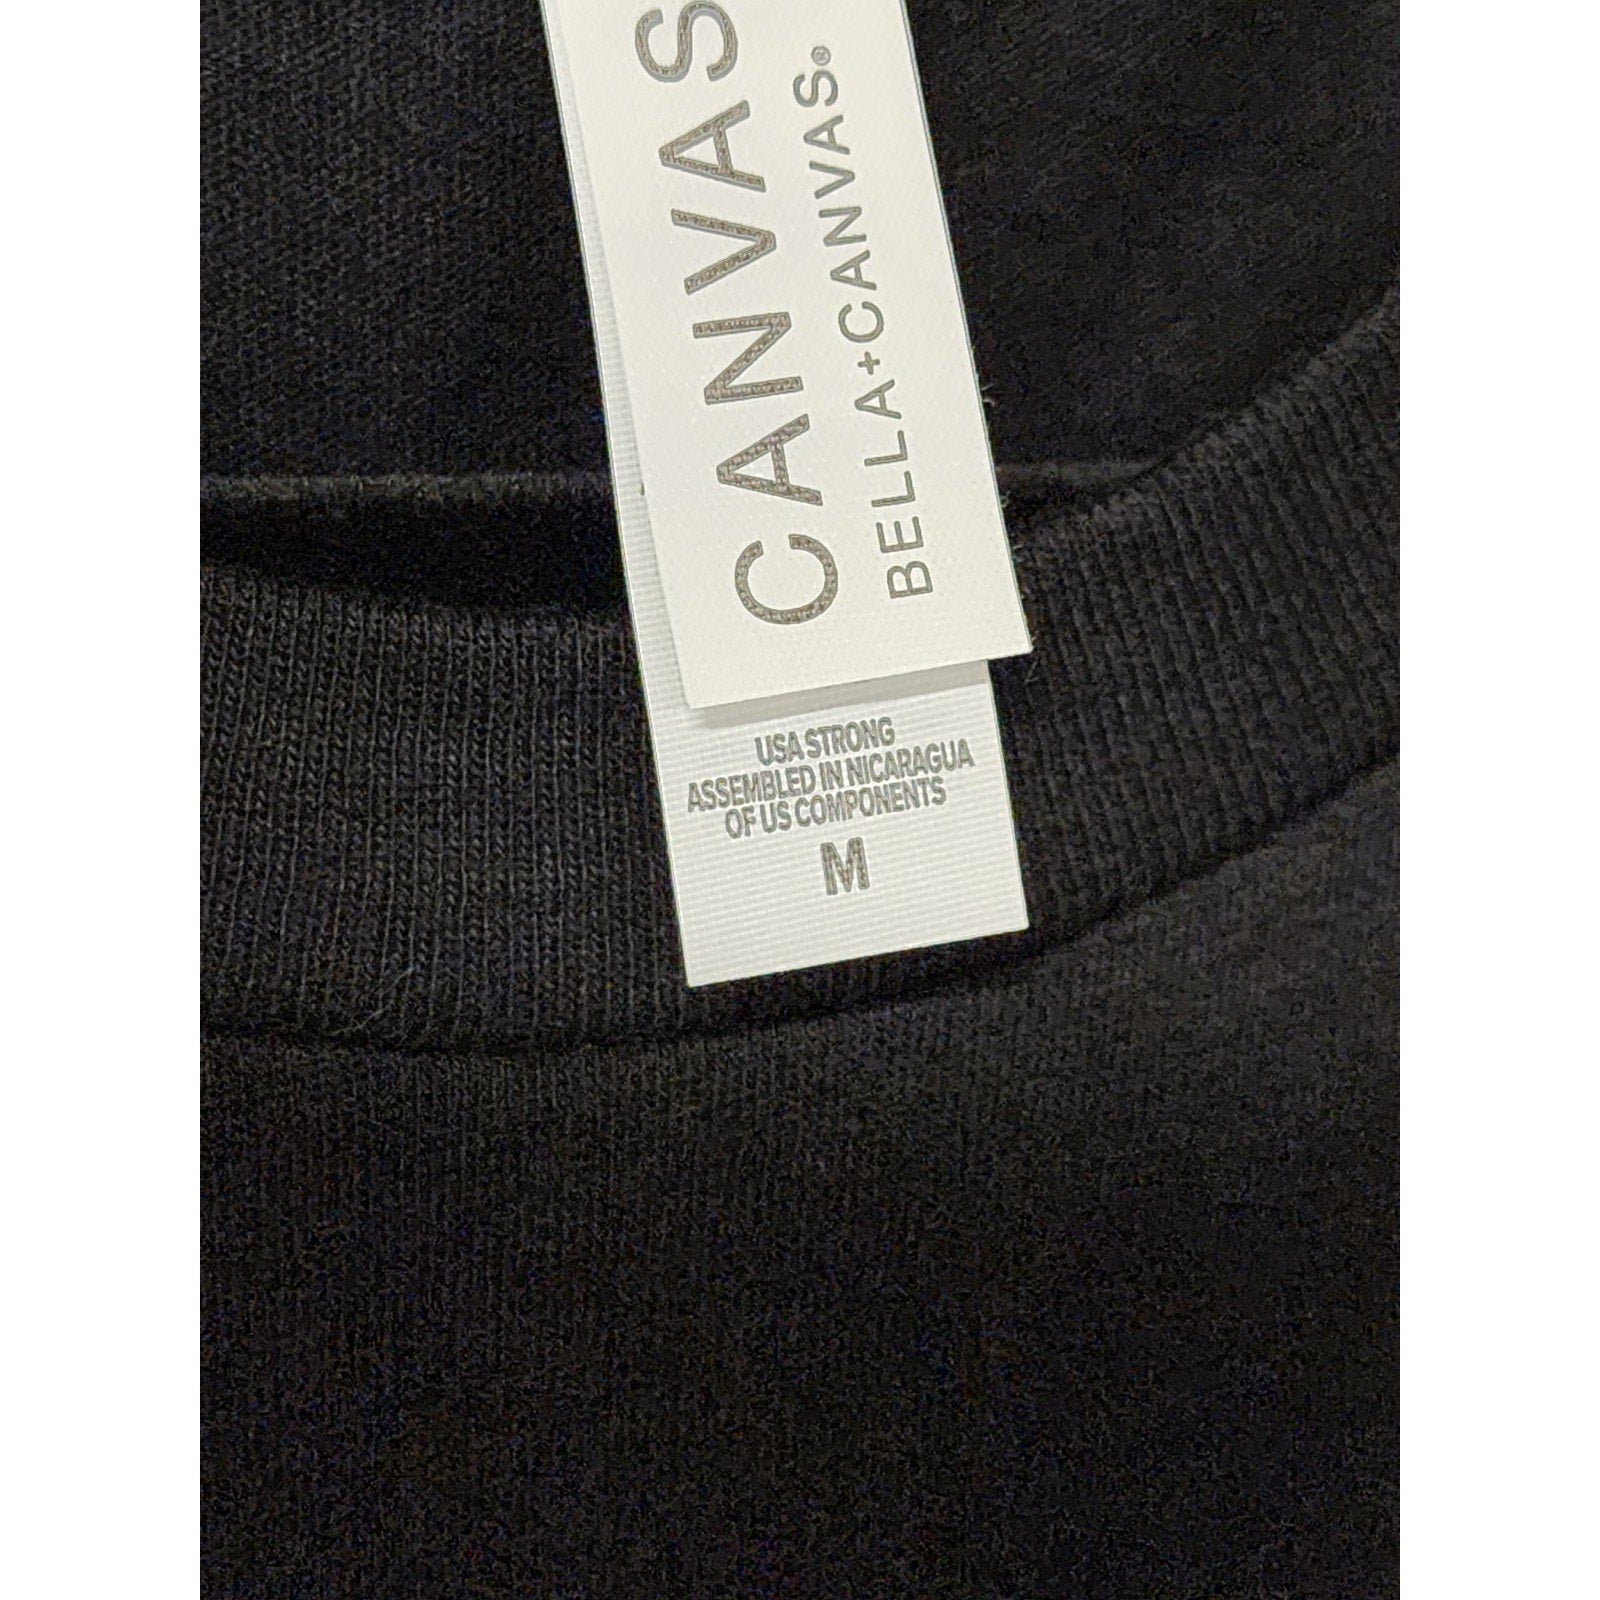 CANVAS
BELLA+CANVAS®
USA STRONG
ASSEMBLED IN NICARAGUA
OF US COMPONENTS
M